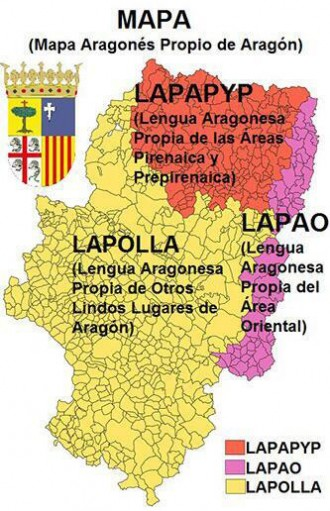 MAPA
(Mapa Aragonés Propio de Aragón)
LAPAPYP
(Lengua Aragonesa
Propia de las Áreas
Pirenaica y
Prepirenaica)
LAPAO
(Lengua
Aragonesa
Propia del
Área
Oriental)
LAPOLLA
(Lengua Aragonesa
Propia de Otros
Lindos Lugares de
Aragón)
LAPAPYP
LAPAO
LAPOLLA